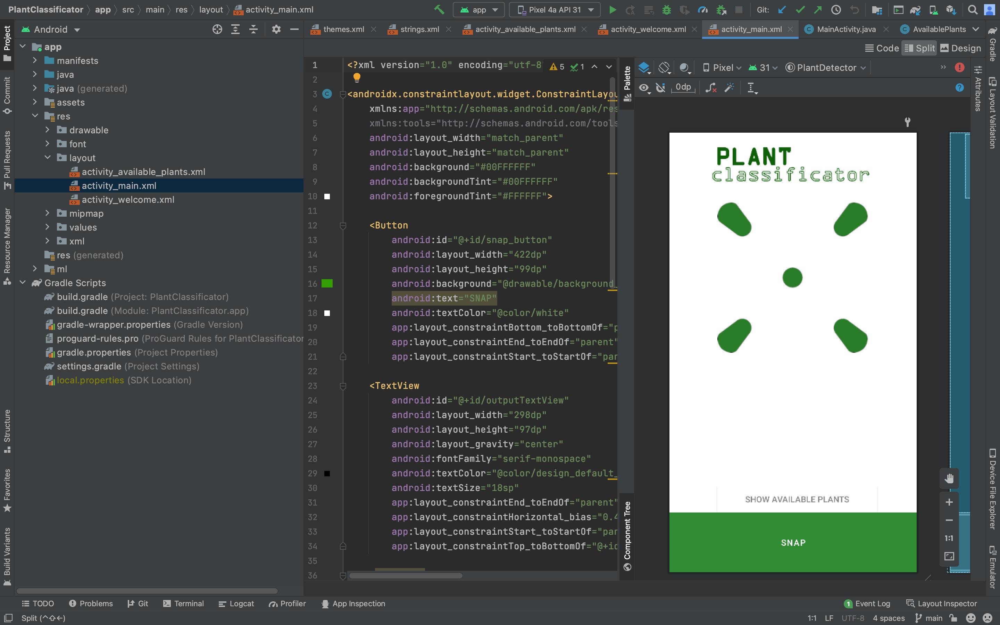 PlantClassificator app src main res layout activity_main.xml
app Pixel 4a API 31 Git:
Android
themes.xml strings.xml activity_available_plants.xml activity_welcome.xml activity_main.xml MainActivity.java AvailablePlants
Code Split Design
Project
Commit
Pull Requests
Resource Manager
Structure
Favorites
Build Variants
app
manifests
java
java (generated)
assets
res
drawable
font
layout
activity_available_plants.xml
activity_main.xml
activity_welcome.xml
mipmap
values
xml
res (generated)
ml
Gradle Scripts
build.gradle (Project: PlantClassificator)
build.gradle (Module: PlantClassificator.app)
gradle-wrapper.properties (Gradle Version)
proguard-rules.pro (ProGuard Rules for PlantClassificator
gradle.properties (Project Properties)
settings.gradle (Project Settings)
local.properties (SDK Location)
5 1
1 <?xml version="1.0" encoding="utf-8
2
3 <androidx.constraintlayout.widget.ConstraintLayou
4 xmlns:app="http://schemas.android.com/apk/res
5 xmlns:tools="http://schemas.android.com/tools
6 android:layout_width="match_parent"
7 android:layout_height="match_parent"
8 android:background="#00FFFFFF"
9 android:backgroundTint="#00FFFFFF"
10 android:foregroundTint="#FFFFFF">
11
12 <Button
13 android:id="@+id/snap_button"
14 android:layout_width="422dp"
15 android:layout_height="99dp"
16 android:background="@drawable/background_
17 android:text="SNAP"
18 android:textColor="@color/white"
19 app:layout_constraintBottom_toBottomOf="p
20 app:layout_constraintEnd_toEndOf="parent"
21 app:layout_constraintStart_toStartOf="par
22
23 <TextView
24 android:id="@+id/outputTextView"
25 android:layout_width="298dp"
26 android:layout_height="97dp"
27 android:layout_gravity="center"
28 android:fontFamily="serif-monospace"
29 android:textColor="@color/design_default_
30 android:textSize="18sp"
31 app:layout_constraintEnd_toEndOf="parent"
32 app:layout_constraintHorizontal_bias="0.4
33 app:layout_constraintStart_toStartOf="par
34 app:layout_constraintTop_toBottomOf="@+id
35
36
Palette
Component Tree
Pixel 31 PlantDetector
0dp
PLANT
classificator
SHOW AVAILABLE PLANTS
SNAP
1:1
Attributes
Gradle
Layout Validation
Device File Explorer
Emulator
TODO Problems Git Terminal Logcat Profiler App Inspection 1 Event Log Layout Inspector
Split (^⇧←) 1:1 LF UTF-8 4 spaces main